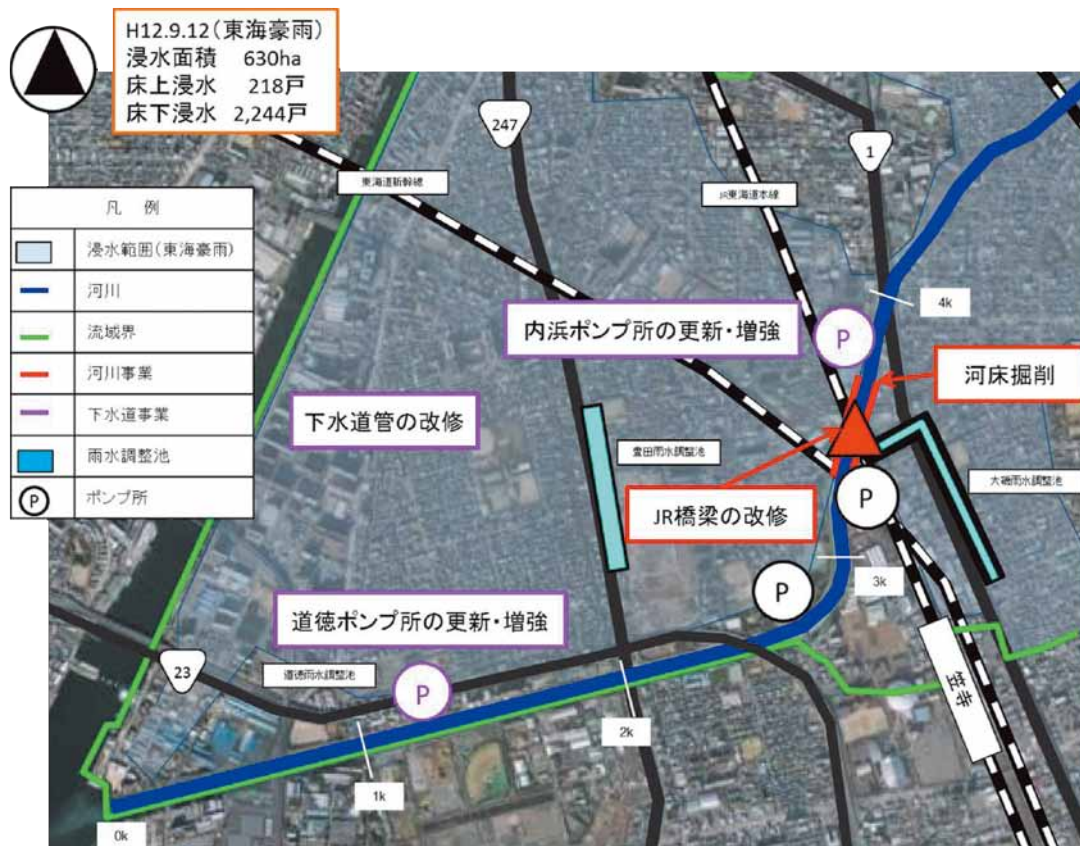 H12.9.12(東海豪雨)
浸水面積 630ha
床上浸水 218戸
床下浸水 2,244戸
凡 例
浸水範囲(東海豪雨)
河川
流域界
河川事業
下水道事業
雨水調整池
P
ポンプ所
247
1
東海道新幹線
JR東海道本線
4k
内浜ポンプ所の更新・増強
P
河床掘削
下水道管の改修
豊田雨水調整池
大磯雨水調整池
JR橋梁の改修
P
3k
P
道徳ポンプ所の更新・増強
23
道徳雨水調整池
P
笠寺
2k
1k
0k